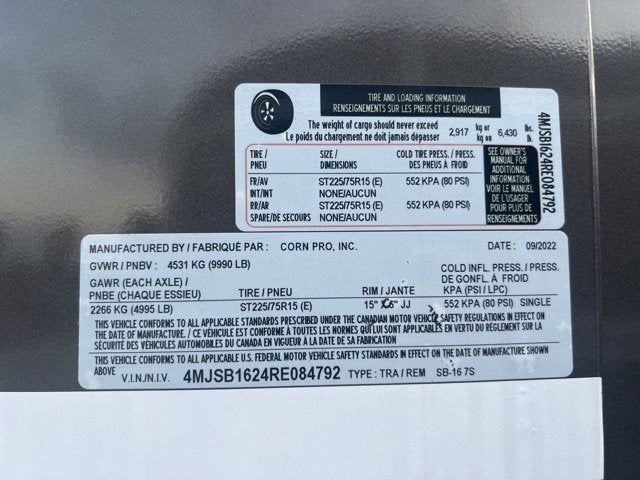 TIRE AND LOADING INFORMATION
RENSEIGNEMENTS SUR LES PNEUS ET LE CHARGEMENT
The weight of cargo should never exceed
Le poids du chargement ne doit jamais dépasser 2,917 kg or kg ou 6,430 lbs. lb.
TIRE / PNEU SIZE / DIMENSIONS COLD TIRE PRESS. / PRESS. DES PNEUS À FROID
FR/AV ST225/75R15 (E) 552 KPA (80 PSI)
INT/INT NONE/AUCUN
RR/AR ST225/75R15 (E) 552 KPA (80 PSI)
SPARE/DE SECOURS NONE/AUCUN
SEE OWNER'S
MANUAL FOR
ADDITIONAL
INFORMATION
VOIR LE MANUEL
DE L'USAGER
POUR PLUS DE
RENSEIGNEMENTS
4MJSB1624RE084792
MANUFACTURED BY / FABRIQUÉ PAR : CORN PRO, INC. DATE : 09/2022
GVWR / PNBV : 4531 KG (9990 LB)
GAWR (EACH AXLE) /
PNBE (CHAQUE ESSIEU) TIRE / PNEU RIM / JANTE COLD INFL. PRESS. / PRESS. DE GONFL. À FROID KPA (PSI / LPC)
2266 KG (4995 LB) ST225/75R15 (E) 15" X6" JJ 552 KPA (80 PSI) SINGLE
THIS VEHICLE CONFORMS TO ALL APPLICABLE STANDARDS PRESCRIBED UNDER THE CANADIAN MOTOR VEHICLE SAFETY REGULATIONS IN EFFECT ON
THE DATE OF MANUFACTURE / CE VÉHICULE EST CONFORME À TOUTES LES NORMES QUI LUI SONT APPLICABLES EN VERTU DU RÈGLEMENT SUR LA
SÉCURITÉ DES VÉHICULES AUTOMOBILES DU CANADA EN VIGUEUR À LA DATE DE SA FABRICATION
THIS VEHICLE CONFORMS TO ALL APPLICABLE U.S. FEDERAL MOTOR VEHICLE SAFETY STANDARDS IN EFFECT ON THE DATE OF MANUFACTURE SHOWN
ABOVE
V.I.N./N.I.V. 4MJSB1624RE084792 TYPE : TRA / REM SB-16 7S